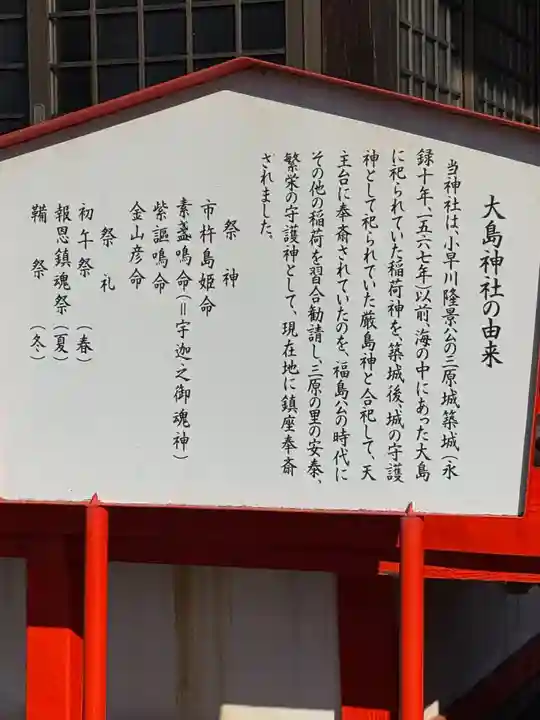 大島神社の由来
当神社は、小早川隆景公の三原城築城（永
録十年、一五六七年）以前、海の中にあった大島
に祀られていた稲荷神を、築城後、城の守護
神として祀られていた厳島神と合祀して、天
主台に奉斎されていたのを、福島公の時代に
その他の稲荷を習合勧請し、三原の里の安泰、
繁栄の守護神として、現在地に鎮座奉斎
されました。
祭神
市杵島姫命
素盞鳴命（＝宇迦之御魂神）
紫謳鳴命
金山彦命
祭礼
初午祭（春）
報恩鎮魂祭（夏）
鞴祭（冬）